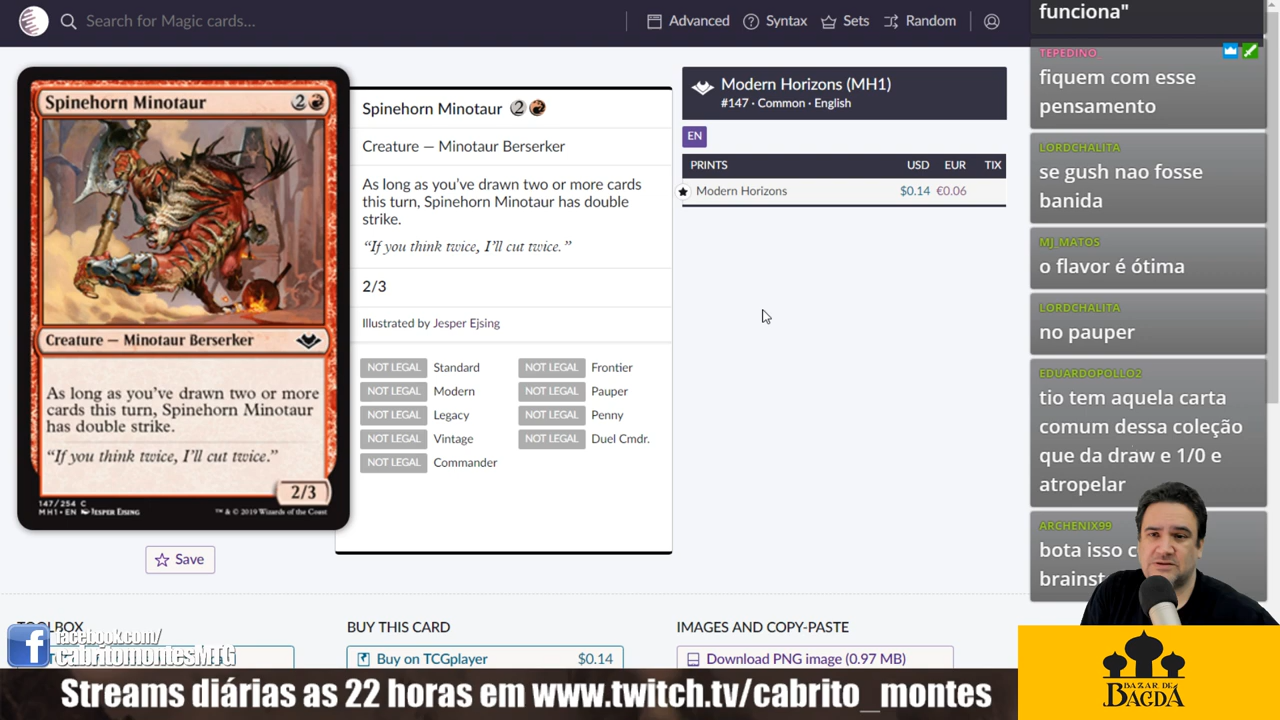 Search for Magic cards...
Advanced
Syntax
Sets
Random
Spinehorn Minotaur 2
Creature — Minotaur Berserker
As long as you've drawn two or more
cards this turn, Spinehorn Minotaur
has double strike.
"If you think twice, I'll cut twice."
2/3
147/254 C
MH1 • EN JESPER EJSING
™ & © 2019 Wizards of the Coast
Save
Spinehorn Minotaur 2
Creature — Minotaur Berserker
As long as you've drawn two or more cards
this turn, Spinehorn Minotaur has double
strike.
"If you think twice, I'll cut twice."
2/3
Illustrated by Jesper Ejsing
NOT LEGAL Standard NOT LEGAL Frontier
NOT LEGAL Modern NOT LEGAL Pauper
NOT LEGAL Legacy NOT LEGAL Penny
NOT LEGAL Vintage NOT LEGAL Duel Cmdr.
NOT LEGAL Commander
Modern Horizons (MH1)
#147 · Common · English
EN
PRINTS USD EUR TIX
Modern Horizons $0.14 €0.06
funciona"
TEPEDINO
fiquem com esse
pensamento
LORDCHALITA
se gush nao fosse
banida
MJ_MATOS
o flavor é ótima
LORDCHALITA
no pauper
EDUARDOPOLLO2
tio tem aquela carta
comum dessa coleção
que da draw e 1/0 e
atropelar
ARCHENIX99
bota isso
TOOLBOX
BUY THIS CARD
Buy on TCGplayer $0.14
IMAGES AND COPY-PASTE
Download PNG image (0.97 MB)
facebook.com/
cabritomontesMTG
Streams diárias as 22 horas em www.twitch.tv/cabrito_montes
BAZAR DE
BAGDÁ